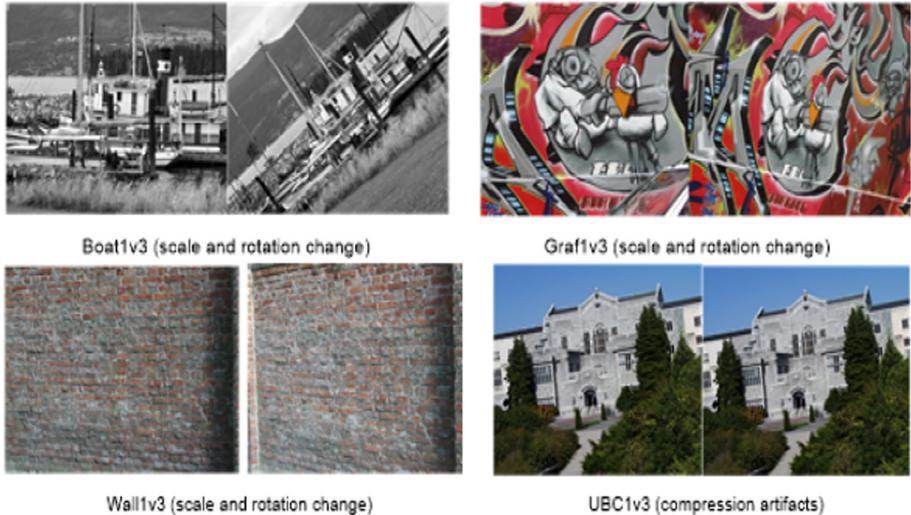 Boat1v3 (scale and rotation change)
Graf1v3 (scale and rotation change)
Wall1v3 (scale and rotation change)
UBC1v3 (compression artifacts)